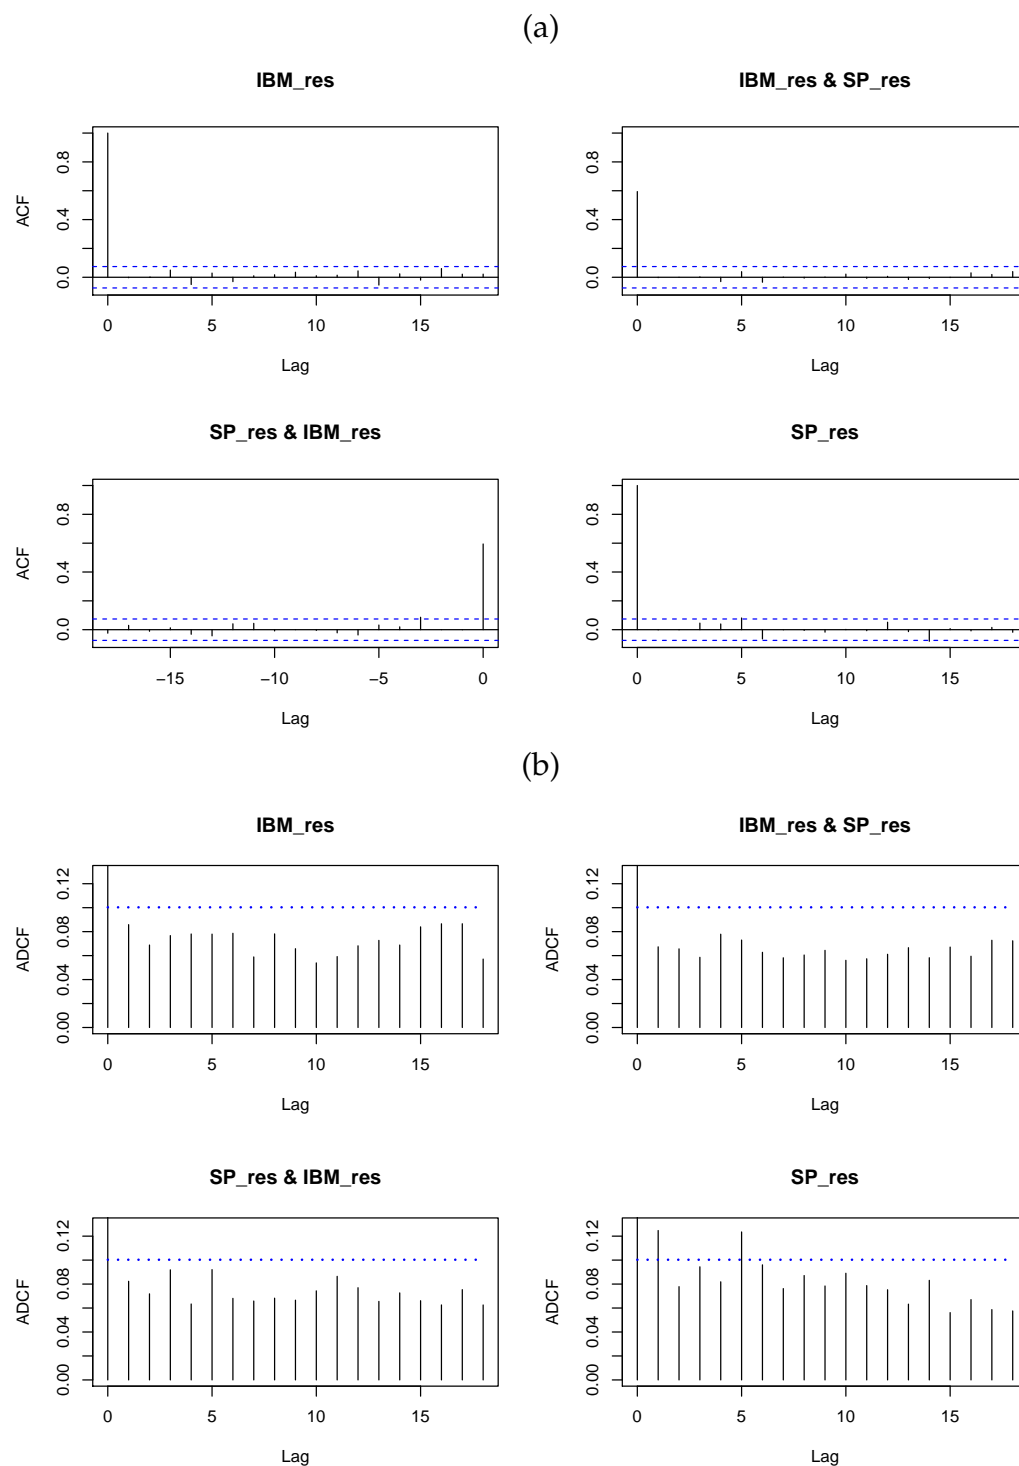 (a)
IBM_res
IBM_res & SP_res
ACF
0.0 0.4 0.8
0.0 0.4 0.8
0 5 10 15
0 5 10 15
Lag
Lag
SP_res & IBM_res
SP_res
ACF
0.0 0.4 0.8
0.0 0.4 0.8
−15 −10 −5 0
0 5 10 15
Lag
Lag
(b)
IBM_res
IBM_res & SP_res
ADCF
0.00 0.04 0.08 0.12
ADCF
0.00 0.04 0.08 0.12
0 5 10 15
0 5 10 15
Lag
Lag
SP_res & IBM_res
SP_res
ADCF
0.00 0.04 0.08 0.12
ADCF
0.00 0.04 0.08 0.12
0 5 10 15
0 5 10 15
Lag
Lag